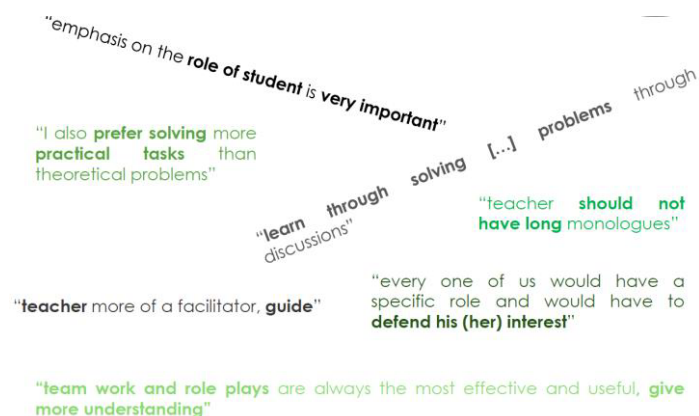 “emphasis on the role of student is very important”
“I also prefer solving more
practical tasks than
theoretical problems”
“learn through solving [...] problems through
discussions”
“teacher should not
have long monologues”
“teacher more of a facilitator, guide”
“every one of us would have a
specific role and would have to
defend his (her) interest”
“team work and role plays are always the most effective and useful, give
more understanding”